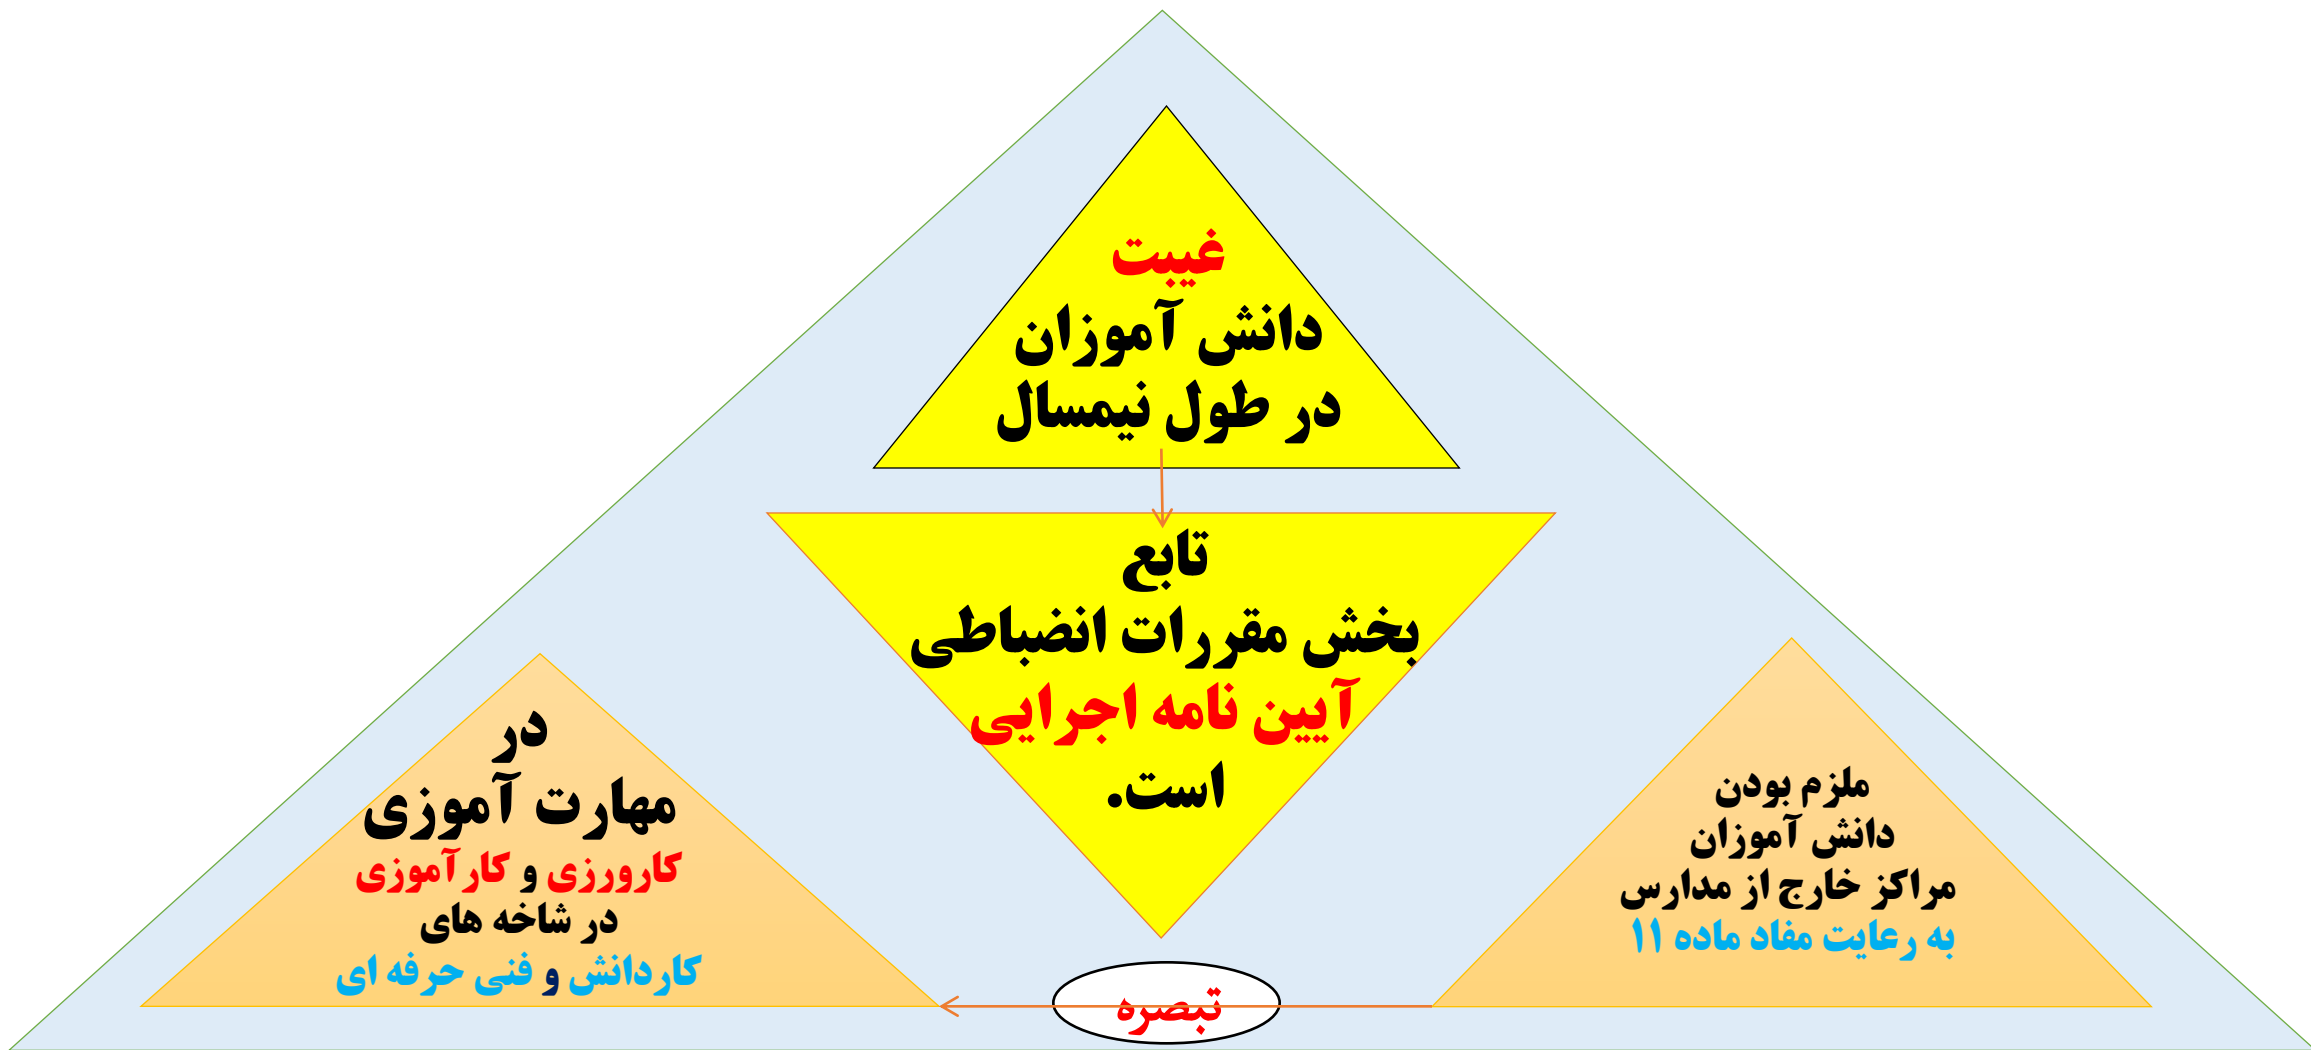 غیبت
دانش آموزان
در طول نیمسال
تابع
بخش مقررات انضباطی
آیین نامه اجرایی
است.
ملزم بودن
دانش آموزان
مراکز خارج از مدارس
به رعایت مفاد ماده ۱۱
تبصره
در
مهارت آموزی
کارورزی و کارآموزی
در شاخه های
کاردانش و فنی حرفه ای